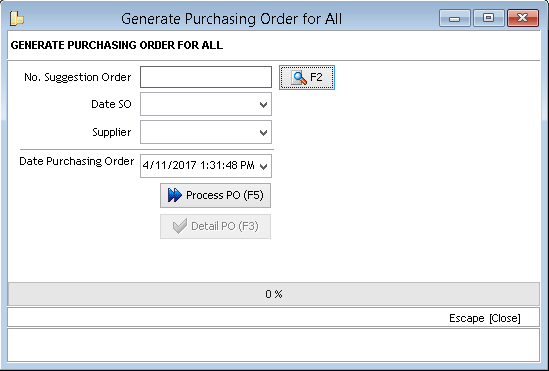 Generate Purchasing Order for All
GENERATE PURCHASING ORDER FOR ALL
No. Suggestion Order
F2
Date SO
Supplier
Date Purchasing Order 4/11/2017 1:31:48 PM
Process PO (F5)
Detail PO (F3)
0 %
Escape [Close]